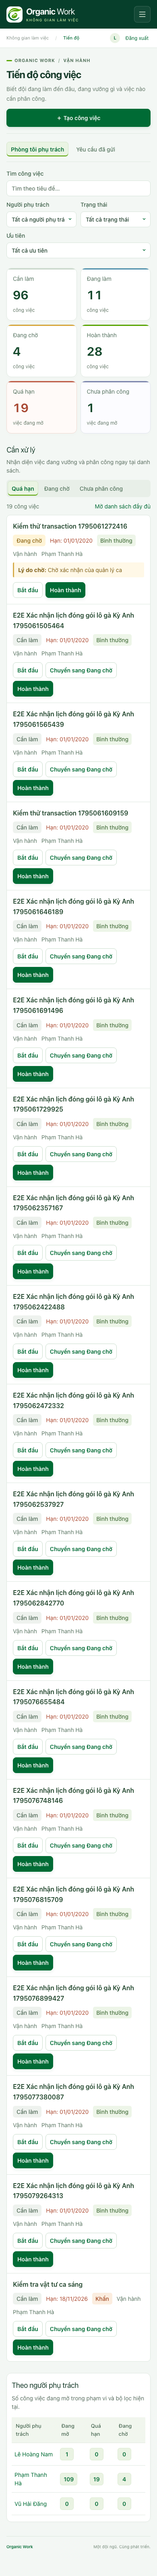 Organic Work
KHÔNG GIAN LÀM VIỆC
Không gian làm việc / Tiến độ L Đăng xuất
ORGANIC WORK / VẬN HÀNH
Tiến độ công việc
Đội mình đang làm đến đâu, đang vướng gì và việc nào
cần phân công.
+ Tạo công việc
Phòng tôi phụ trách Yêu cầu đã gửi
Tìm công việc
Tìm theo tiêu đề...
Người phụ trách Trạng thái
Tất cả người phụ trá Tất cả trạng thái
Ưu tiên
Tất cả ưu tiên
Cần làm Đang làm
96 11
công việc công việc
Đang chờ Hoàn thành
4 28
công việc công việc
Quá hạn Chưa phân công
19 1
việc đang mở việc đang mở
Cần xử lý
Nhận diện việc đang vướng và phân công ngay tại danh
sách.
Quá hạn Đang chờ Chưa phân công
19 công việc Mở danh sách đầy đủ
Kiểm thử transaction 1795061272416
Đang chờ Hạn: 01/01/2020 Bình thường
Vận hành Phạm Thanh Hà
Lý do chờ: Chờ xác nhận của quản lý ca
Bắt đầu Hoàn thành
E2E Xác nhận lịch đóng gói lô gà Kỳ Anh
1795061505464
Cần làm Hạn: 01/01/2020 Bình thường
Vận hành Phạm Thanh Hà
Bắt đầu Chuyển sang Đang chờ
Hoàn thành
E2E Xác nhận lịch đóng gói lô gà Kỳ Anh
1795061565439
Cần làm Hạn: 01/01/2020 Bình thường
Vận hành Phạm Thanh Hà
Bắt đầu Chuyển sang Đang chờ
Hoàn thành
Kiểm thử transaction 1795061609159
Cần làm Hạn: 01/01/2020 Bình thường
Vận hành Phạm Thanh Hà
Bắt đầu Chuyển sang Đang chờ
Hoàn thành
E2E Xác nhận lịch đóng gói lô gà Kỳ Anh
1795061646189
Cần làm Hạn: 01/01/2020 Bình thường
Vận hành Phạm Thanh Hà
Bắt đầu Chuyển sang Đang chờ
Hoàn thành
E2E Xác nhận lịch đóng gói lô gà Kỳ Anh
1795061691496
Cần làm Hạn: 01/01/2020 Bình thường
Vận hành Phạm Thanh Hà
Bắt đầu Chuyển sang Đang chờ
Hoàn thành
E2E Xác nhận lịch đóng gói lô gà Kỳ Anh
1795061729925
Cần làm Hạn: 01/01/2020 Bình thường
Vận hành Phạm Thanh Hà
Bắt đầu Chuyển sang Đang chờ
Hoàn thành
E2E Xác nhận lịch đóng gói lô gà Kỳ Anh
1795062357167
Cần làm Hạn: 01/01/2020 Bình thường
Vận hành Phạm Thanh Hà
Bắt đầu Chuyển sang Đang chờ
Hoàn thành
E2E Xác nhận lịch đóng gói lô gà Kỳ Anh
1795062422488
Cần làm Hạn: 01/01/2020 Bình thường
Vận hành Phạm Thanh Hà
Bắt đầu Chuyển sang Đang chờ
Hoàn thành
E2E Xác nhận lịch đóng gói lô gà Kỳ Anh
1795062472332
Cần làm Hạn: 01/01/2020 Bình thường
Vận hành Phạm Thanh Hà
Bắt đầu Chuyển sang Đang chờ
Hoàn thành
E2E Xác nhận lịch đóng gói lô gà Kỳ Anh
1795062537927
Cần làm Hạn: 01/01/2020 Bình thường
Vận hành Phạm Thanh Hà
Bắt đầu Chuyển sang Đang chờ
Hoàn thành
E2E Xác nhận lịch đóng gói lô gà Kỳ Anh
1795062842770
Cần làm Hạn: 01/01/2020 Bình thường
Vận hành Phạm Thanh Hà
Bắt đầu Chuyển sang Đang chờ
Hoàn thành
E2E Xác nhận lịch đóng gói lô gà Kỳ Anh
1795076655484
Cần làm Hạn: 01/01/2020 Bình thường
Vận hành Phạm Thanh Hà
Bắt đầu Chuyển sang Đang chờ
Hoàn thành
E2E Xác nhận lịch đóng gói lô gà Kỳ Anh
1795076748146
Cần làm Hạn: 01/01/2020 Bình thường
Vận hành Phạm Thanh Hà
Bắt đầu Chuyển sang Đang chờ
Hoàn thành
E2E Xác nhận lịch đóng gói lô gà Kỳ Anh
1795076815709
Cần làm Hạn: 01/01/2020 Bình thường
Vận hành Phạm Thanh Hà
Bắt đầu Chuyển sang Đang chờ
Hoàn thành
E2E Xác nhận lịch đóng gói lô gà Kỳ Anh
1795076899427
Cần làm Hạn: 01/01/2020 Bình thường
Vận hành Phạm Thanh Hà
Bắt đầu Chuyển sang Đang chờ
Hoàn thành
E2E Xác nhận lịch đóng gói lô gà Kỳ Anh
1795077380087
Cần làm Hạn: 01/01/2020 Bình thường
Vận hành Phạm Thanh Hà
Bắt đầu Chuyển sang Đang chờ
Hoàn thành
E2E Xác nhận lịch đóng gói lô gà Kỳ Anh
1795079264313
Cần làm Hạn: 01/01/2020 Bình thường
Vận hành Phạm Thanh Hà
Bắt đầu Chuyển sang Đang chờ
Hoàn thành
Kiểm tra vật tư ca sáng
Cần làm Hạn: 18/11/2026 Khẩn Vận hành
Phạm Thanh Hà
Bắt đầu Chuyển sang Đang chờ
Hoàn thành
Theo người phụ trách
Số công việc đang mở trong phạm vi và bộ lọc hiện
tại.
Người phụ trách Đang mở Quá hạn Đang chờ
Lê Hoàng Nam 1 0 0
Phạm Thanh Hà 109 19 4
Vũ Hải Đăng 0 0 0
Organic Work Một đội ngũ. Cùng phát triển.